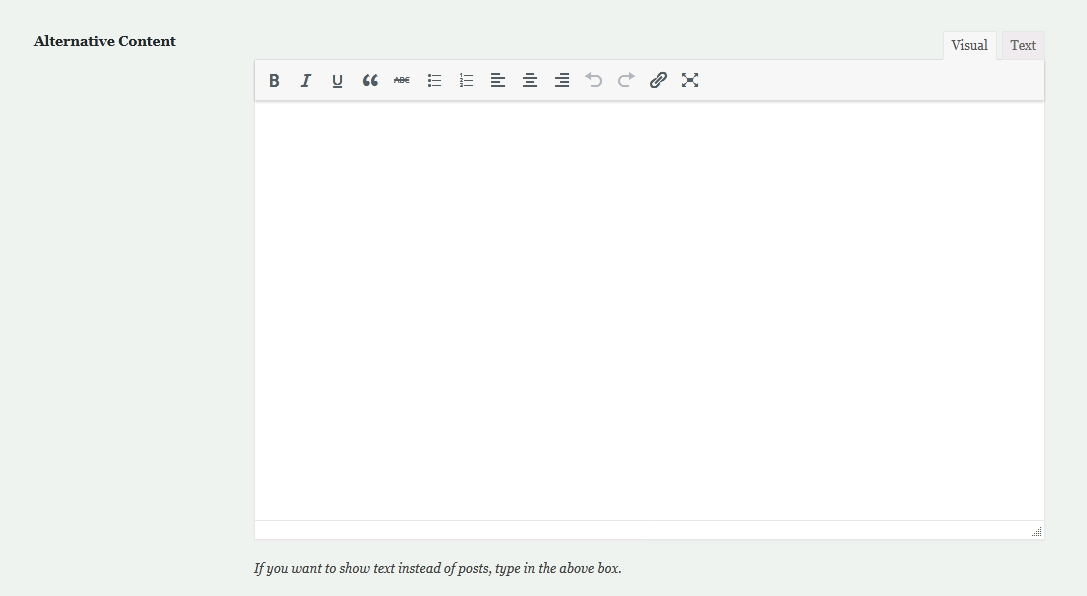 Alternative Content
Visual Text
B I U ABC
If you want to show text instead of posts, type in the above box.